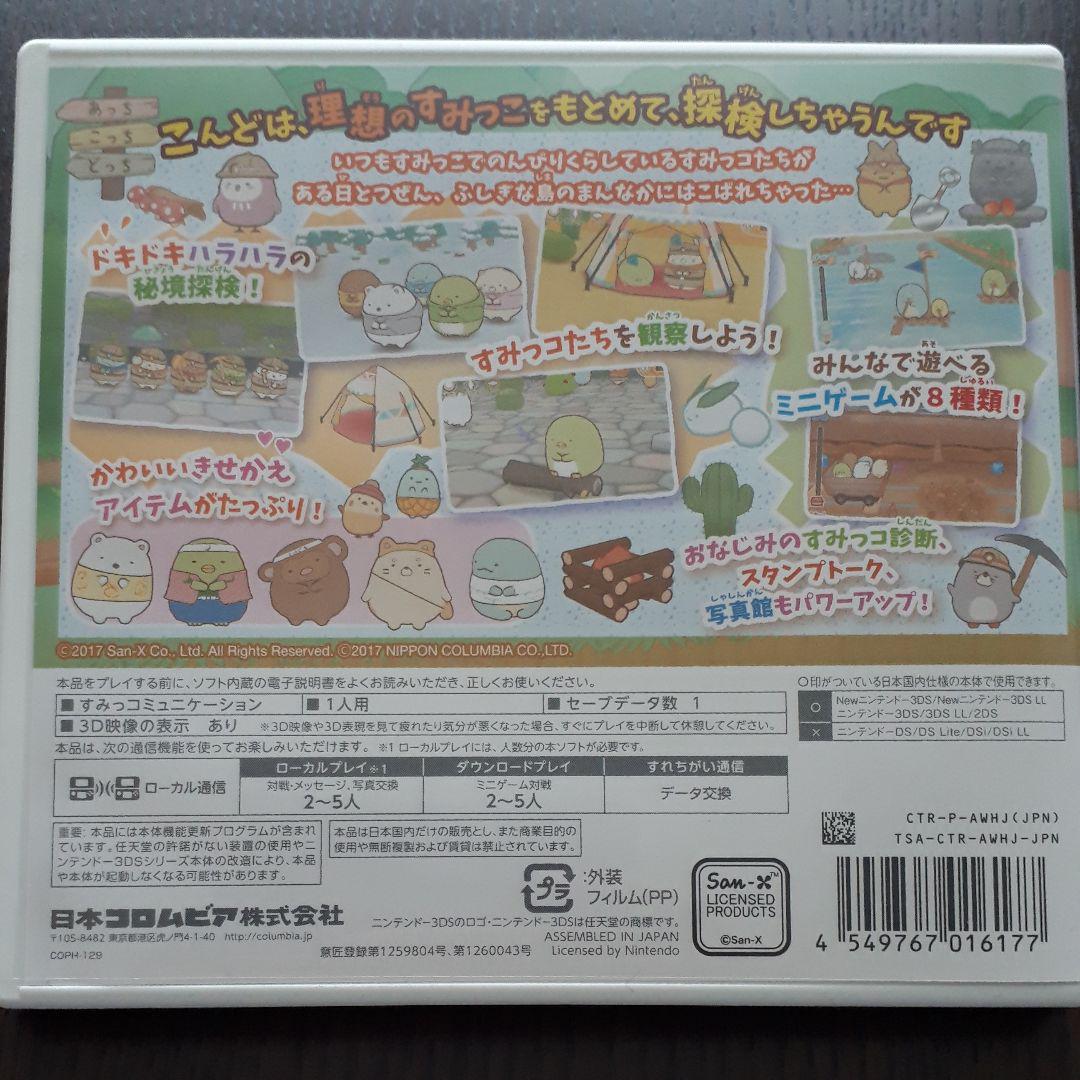 あっち
こっち
どっち
こんどは、理想のすみっこをもとめて、探検しちゃうんです
いつもすみっこでのんびりくらしているすみっコたちが
ある日とつぜん、ふしぎな島のまんなかにはこばれちゃった…
ドキドキハラハラの
秘境探検！
すみっコたちを観察しよう！
みんなで遊べる
ミニゲームが8種類！
かわいいきせかえ
アイテムがたっぷり！
おなじみのすみっコ診断、
スタンプトーク、
写真館もパワーアップ！
©2017 San-X Co., Ltd. All Rights Reserved. ©2017 NIPPON COLUMBIA CO.,LTD.
本品をプレイする前に、ソフト内蔵の電子説明書をよくお読みいただき、正しくお使いください。
■すみっコミュニケーション ■1人用 ■セーブデータ数 1
■3D映像の表示 あり ※3D映像や3D表現を見て疲れたり気分が悪くなった場合、すぐにプレイを中断して休憩してください。
〇印がついている日本国内仕様の本体で使用できます。
○ Newニンテンドー3DS/Newニンテンドー3DS LL
ニンテンドー3DS/3DS LL/2DS
× ニンテンドーDS/DS Lite/DSi/DSi LL
本品は、次の通信機能を使ってお楽しみいただけます。 ※1 ローカルプレイには、人数分の本ソフトが必要です。
ローカル通信
ローカルプレイ※1
対戦・メッセージ、写真交換
2～5人
ダウンロードプレイ
ミニゲーム対戦
2～5人
すれちがい通信
データ交換
重要：本品には本体機能更新プログラムが含まれ
ています。任天堂の許諾がない装置の使用やニ
ンテンドー3DSシリーズ本体の改造により、本品
や本体が起動しなくなる可能性があります。
本品は日本国内だけの販売とし、また商業目的の
使用や無断複製および賃貸は禁止されています。
CTR-P-AWHJ(JPN)
TSA-CTR-AWHJ-JPN
プラ
:外装
フィルム(PP)
San-X™
LICENSED
PRODUCTS
©San-X
日本コロムビア株式会社
〒105-8482 東京都港区虎ノ門4-1-40 http://columbia.jp/
COPH-129
ニンテンドー3DSのロゴ・ニンテンドー3DSは任天堂の商標です。
ASSEMBLED IN JAPAN
意匠登録第1259804号、第1260043号 Licensed by Nintendo
4 549767 016177